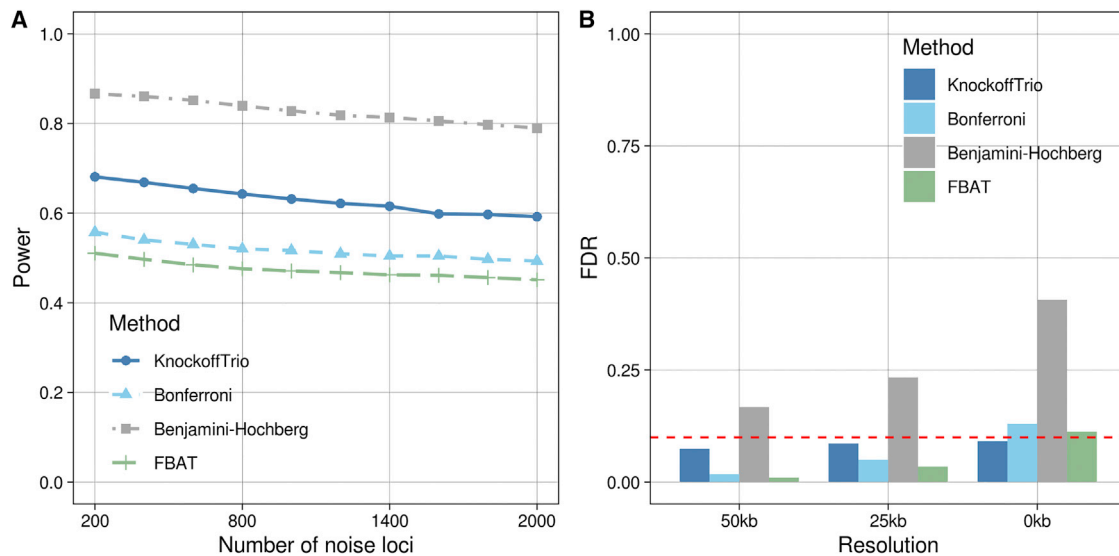 A
Power
1.0
0.8
0.6
0.4
0.2
0.0
Method
KnockoffTrio
Bonferroni
Benjamini-Hochberg
FBAT
200
800
1400
2000
Number of noise loci
B
FDR
1.00
0.75
0.50
0.25
0.00
Method
KnockoffTrio
Bonferroni
Benjamini-Hochberg
FBAT
50kb
25kb
0kb
Resolution